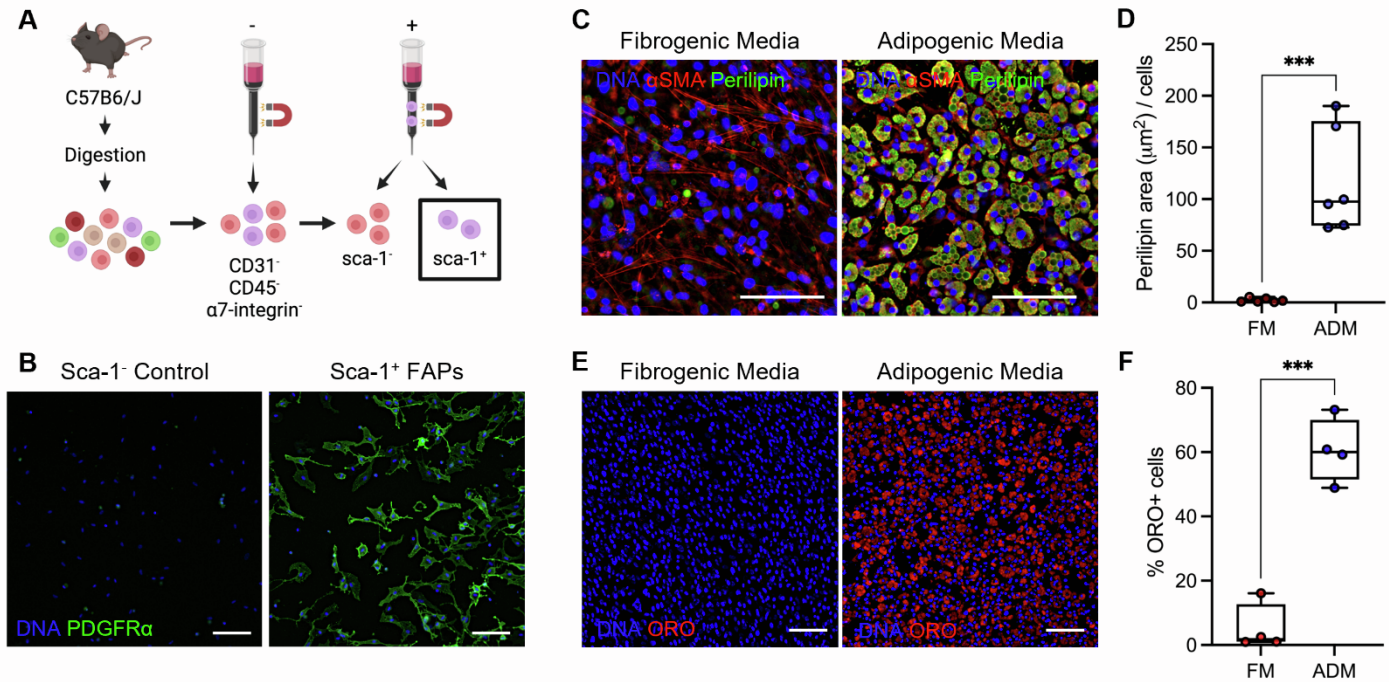 A
-
+
C57B6/J
Digestion
CD31-
CD45-
α7-integrin-
sca-1-
sca-1+
B
Sca-1- Control
Sca-1+ FAPs
DNA PDGFRα
C
Fibrogenic Media
Adipogenic Media
DNA αSMA Perilipin
DNA αSMA Perilipin
D
Perilipin area (μm²) / cells
250
200
150
100
50
0
***
FM
ADM
E
Fibrogenic Media
Adipogenic Media
DNA ORO
DNA ORO
F
% ORO+ cells
80
60
40
20
0
***
FM
ADM